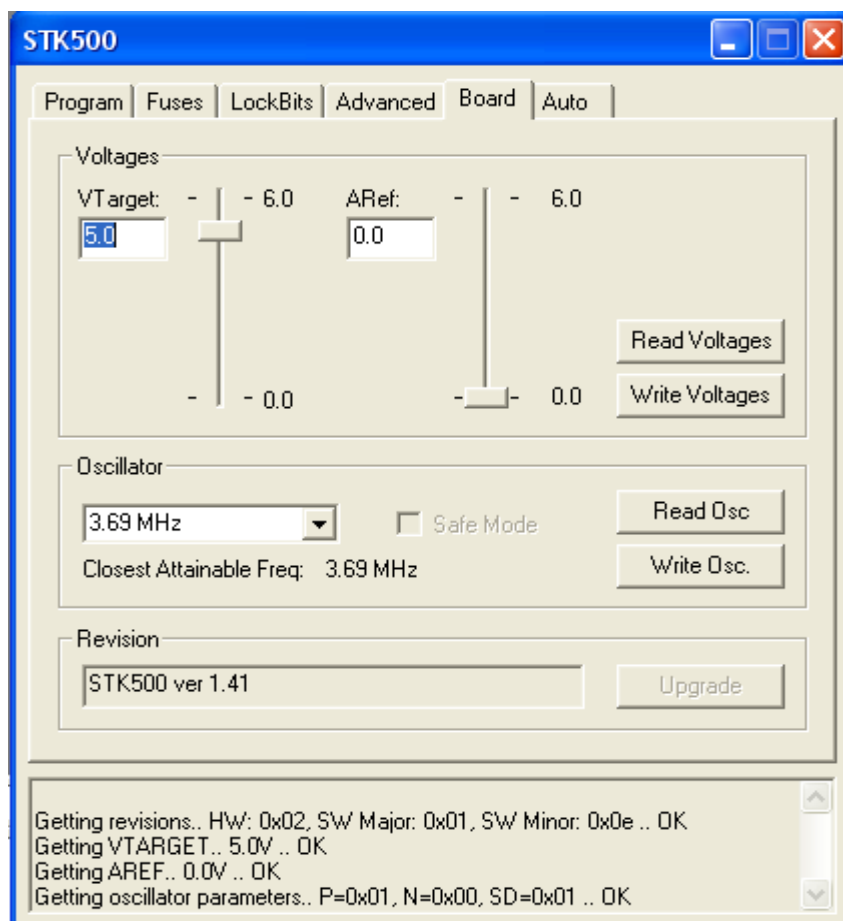 STK500
Program Fuses LockBits Advanced Board Auto
Voltages
VTarget: - - 6.0 ARef: - - 6.0
5.0 0.0
Read Voltages
- - 0.0 - - 0.0 Write Voltages
Oscillator
3.69 MHz Safe Mode Read Osc
Closest Attainable Freq: 3.69 MHz Write Osc.
Revision
STK500 ver 1.41 Upgrade
Getting revisions.. HW: 0x02, SW Major: 0x01, SW Minor: 0x0e .. OK
Getting VTARGET.. 5.0V .. OK
Getting AREF.. 0.0V .. OK
Getting oscillator parameters.. P=0x01, N=0x00, SD=0x01 .. OK